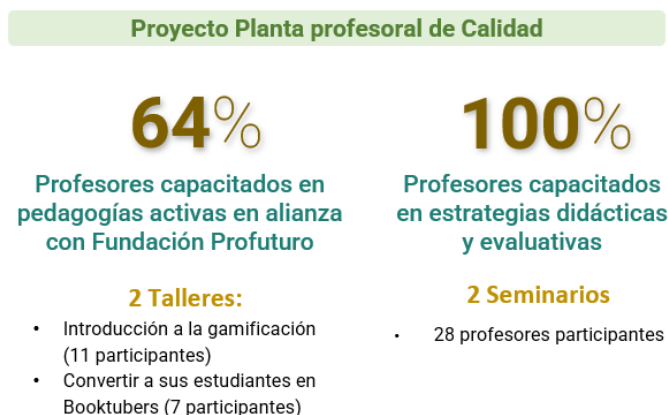 Proyecto Planta profesoral de Calidad
64%
Profesores capacitados en
pedagogías activas en alianza
con Fundación Profuturo
2 Talleres:
• Introducción a la gamificación
(11 participantes)
• Convertir a sus estudiantes en
Booktubers (7 participantes)
100%
Profesores capacitados
en estrategias didácticas
y evaluativas
2 Seminarios
• 28 profesores participantes